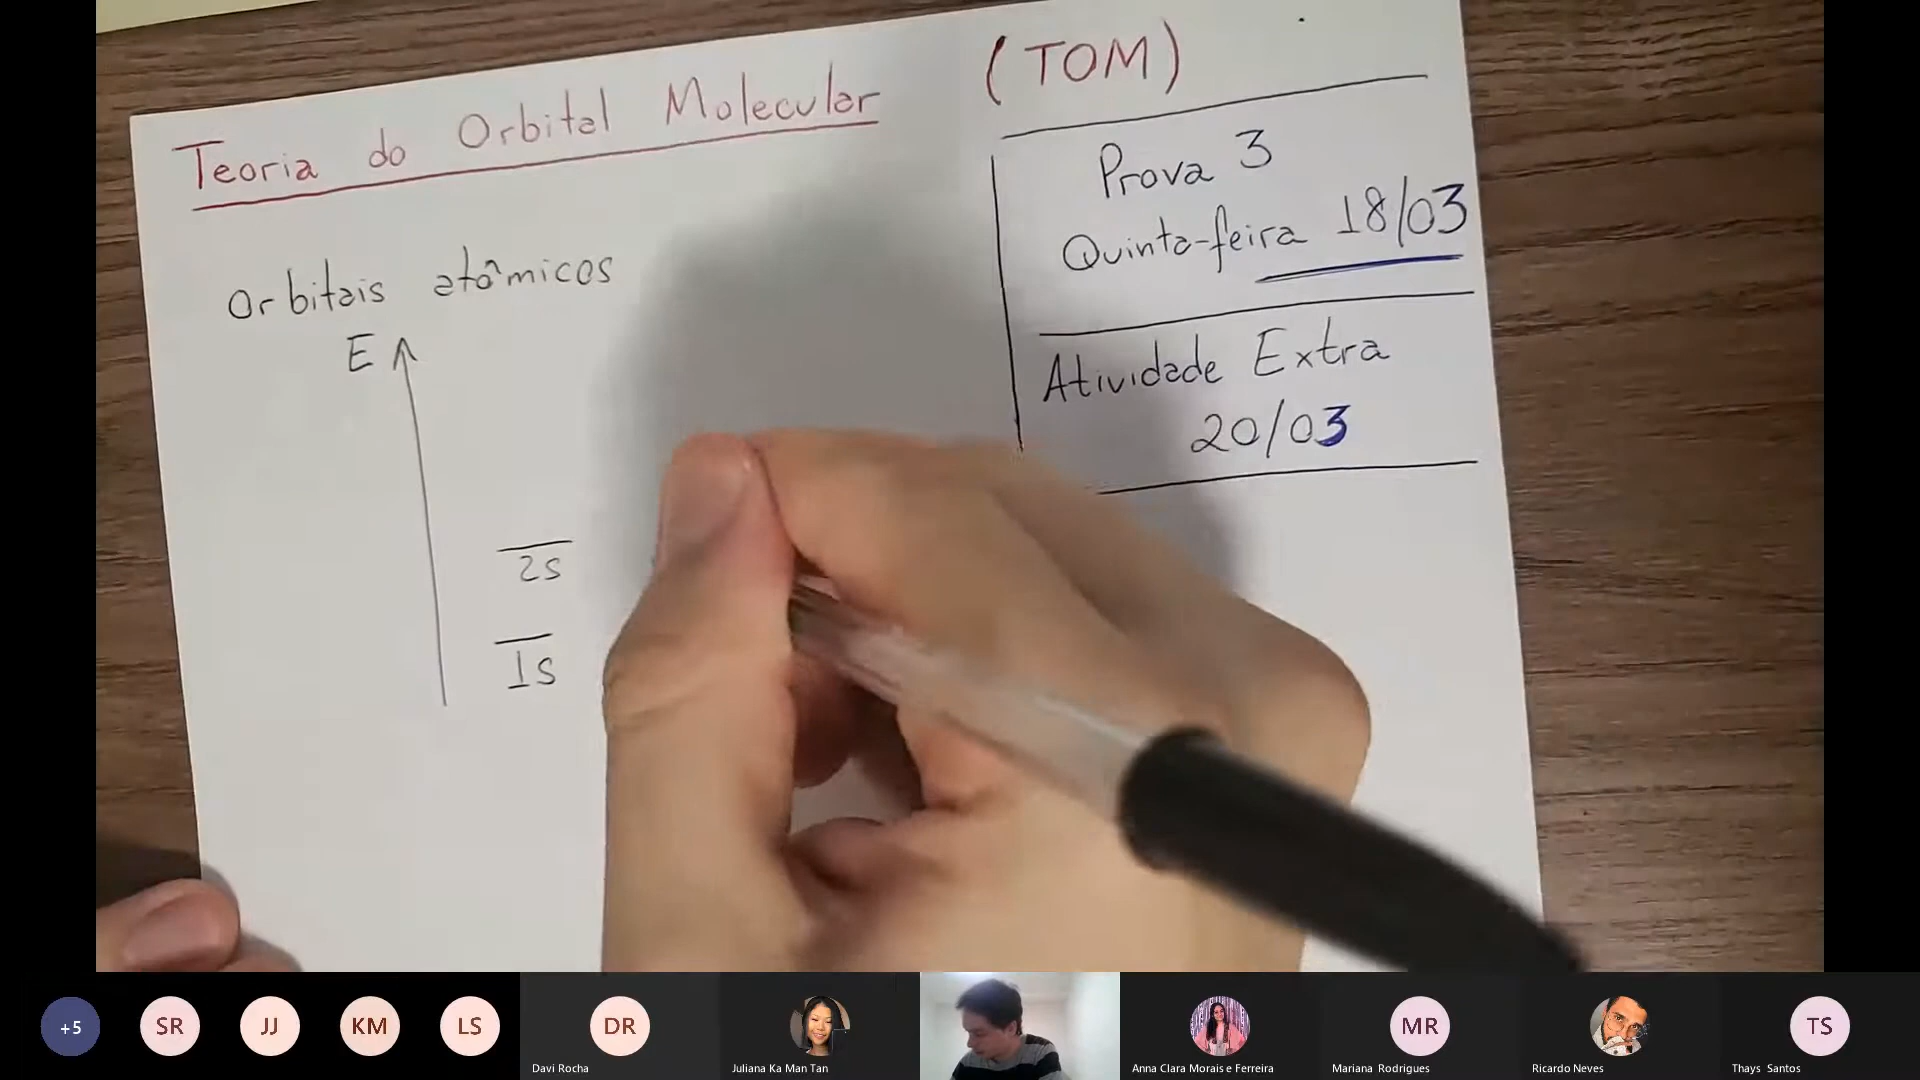 Teoria do Orbital Molecular (TOM)
Prova 3
Quinta-feira 18/03
Atividade Extra
20/03
Orbitais atômicos
E
2s
1s
+5
SR
JJ
KM
LS
DR
Davi Rocha
Juliana Ka Man Tan
Anna Clara Morais e Ferreira
MR
Mariana Rodrigues
Ricardo Neves
TS
Thays Santos